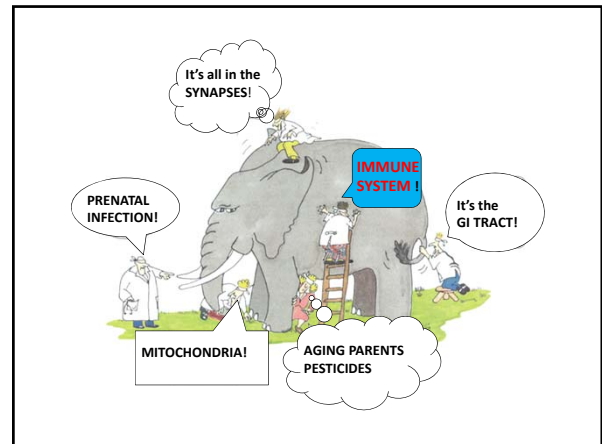 It's all in the
SYNAPSES!
IMMUNE
SYSTEM !
PRENATAL
INFECTION!
It's the
GI TRACT!
MITOCHONDRIA!
AGING PARENTS
PESTICIDES